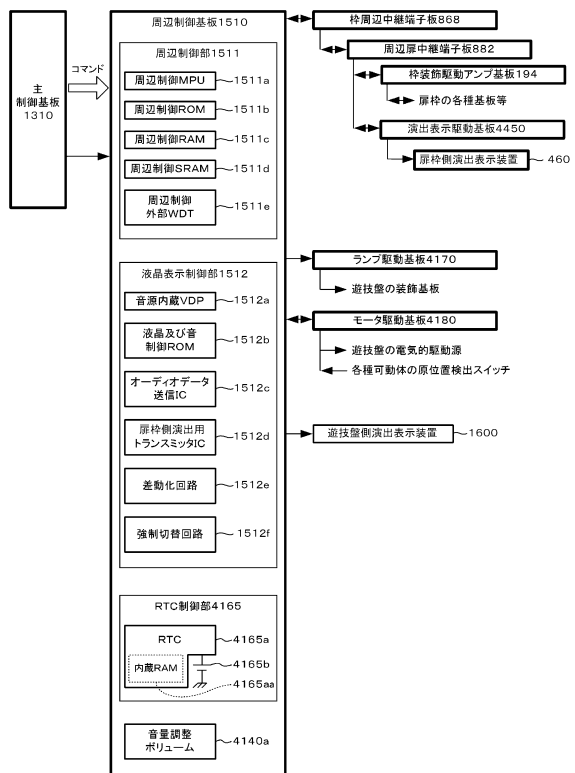 主
制御基板
1310
コマンド
周辺制御基板1510
周辺制御部1511
周辺制御MPU
1511a
周辺制御ROM
1511b
周辺制御RAM
1511c
周辺制御SRAM
1511d
周辺制御
外部WDT
1511e
液晶表示制御部1512
音源内蔵VDP
1512a
液晶及び音
制御ROM
1512b
オーディオデータ
送信IC
1512c
扉枠側演出用
トランスミッタIC
1512d
差動化回路
1512e
強制切替回路
1512f
RTC制御部4165
RTC
4165a
内蔵RAM
4165b
4165aa
音量調整
ボリューム
4140a
枠周辺中継端子板868
周辺扉中継端子板882
枠装飾駆動アンプ基板194
扉枠の各種基板等
演出表示駆動基板4450
扉枠側演出表示装置
460
ランプ駆動基板4170
遊技盤の装飾基板
モータ駆動基板4180
遊技盤の電気的駆動源
各種可動体の原位置検出スイッチ
遊技盤側演出表示装置
1600